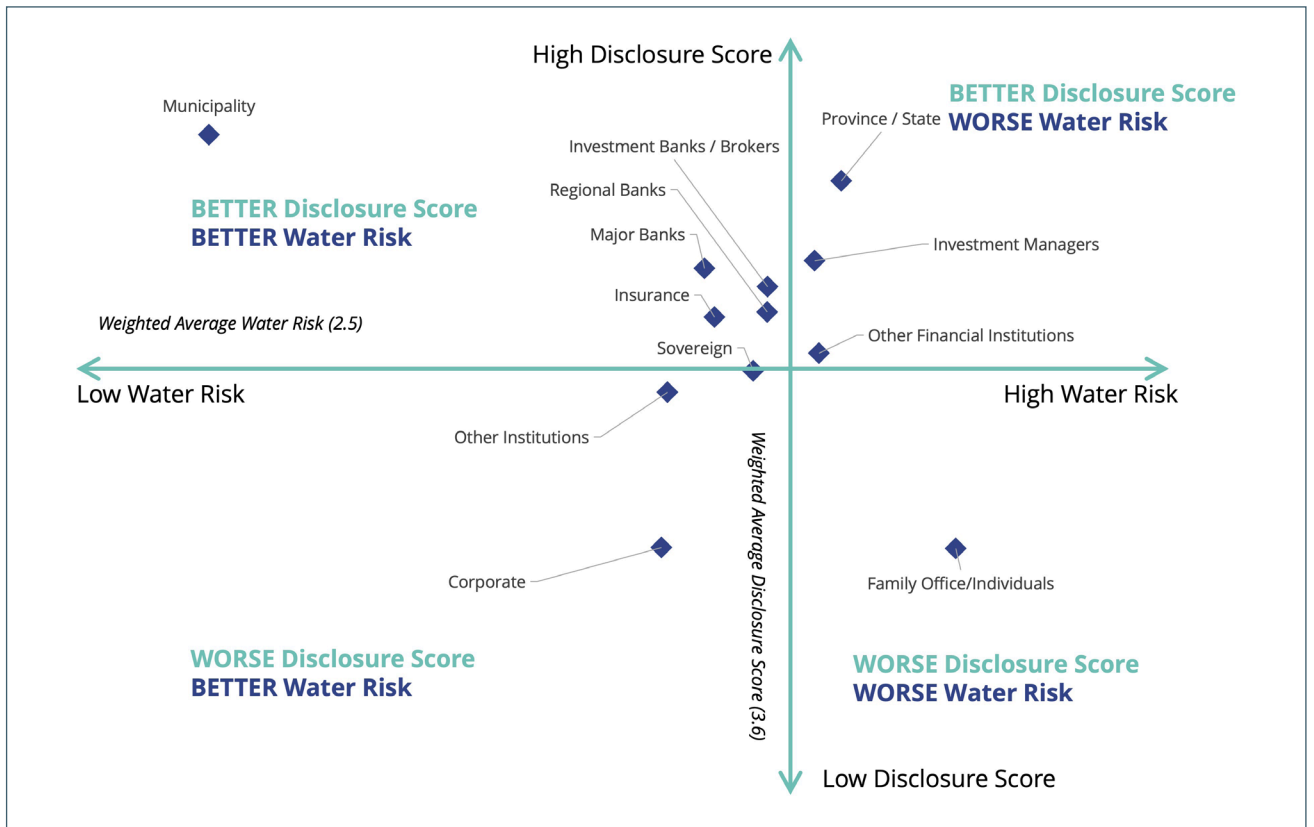 High Disclosure Score
BETTER Disclosure Score
WORSE Water Risk
Municipality
Province / State
Investment Banks / Brokers
Regional Banks
BETTER Disclosure Score
BETTER Water Risk
Major Banks
Investment Managers
Insurance
Weighted Average Water Risk (2.5)
Other Financial Institutions
Sovereign
Low Water Risk
High Water Risk
Other Institutions
Weighted Average Disclosure Score (3.6)
Corporate
Family Office/Individuals
WORSE Disclosure Score
BETTER Water Risk
WORSE Disclosure Score
WORSE Water Risk
Low Disclosure Score